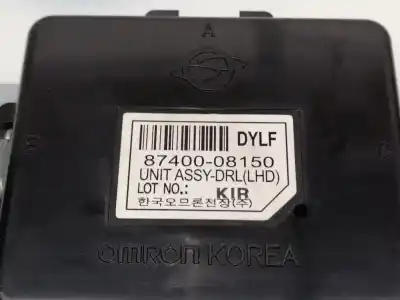 A
DYLF
87400-08150
UNIT ASSY-DRL(LHD)
LOT NO.: KIR
한국오므론전장(주)
omron KOREA